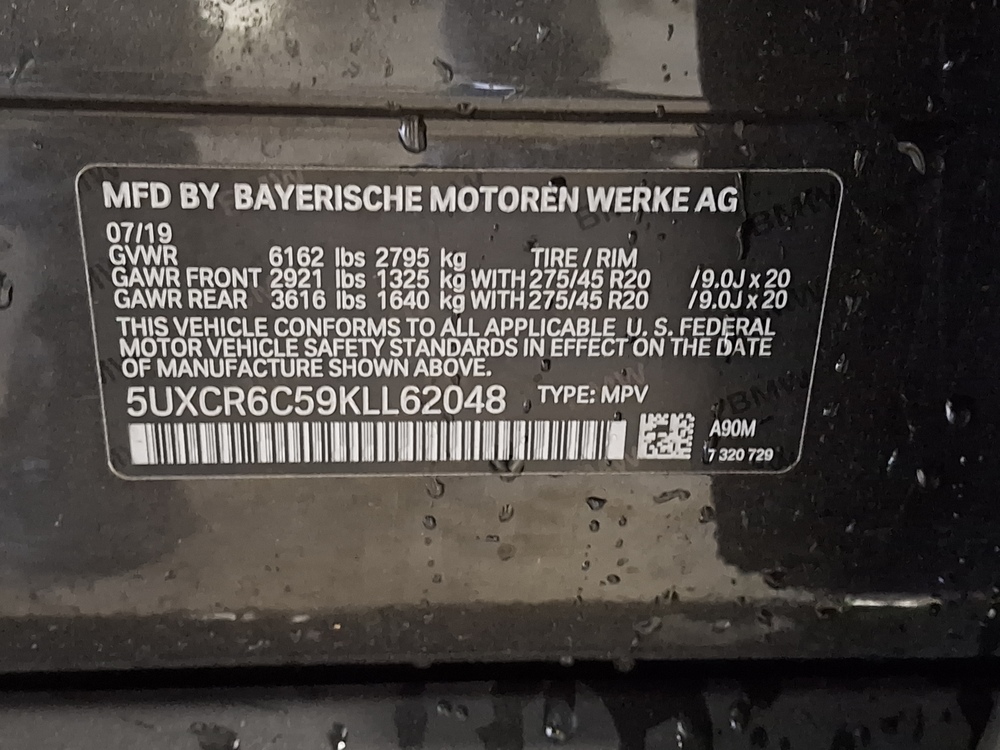 MFD BY BAYERISCHE MOTOREN WERKE AG
07/19
GVWR 6162 lbs 2795 kg TIRE / RIM
GAWR FRONT 2921 lbs 1325 kg WITH 275/45 R20 /9.0J x 20
GAWR REAR 3616 lbs 1640 kg WITH 275/45 R20 /9.0J x 20
THIS VEHICLE CONFORMS TO ALL APPLICABLE U. S. FEDERAL
MOTOR VEHICLE SAFETY STANDARDS IN EFFECT ON THE DATE
OF MANUFACTURE SHOWN ABOVE.
5UXCR6C59KLL62048 TYPE: MPV
A90M
7 320 729
BMW
BMW
BMW